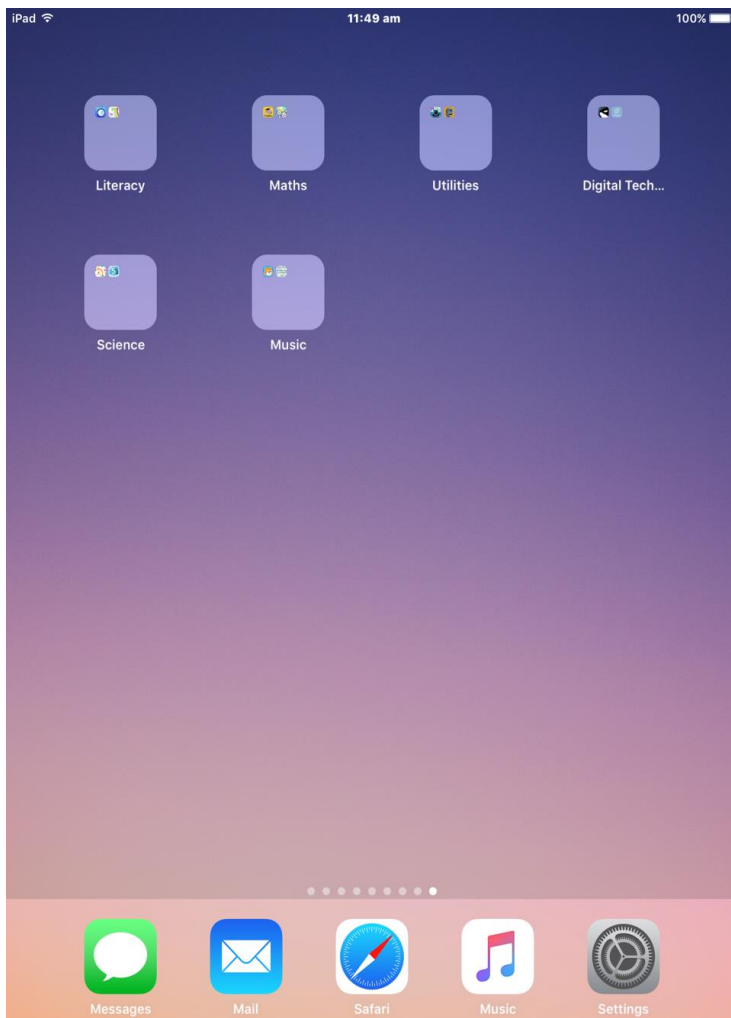 iPad 11:49 am 100%
Literacy Maths Utilities Digital Tech...
Science Music
Messages Mail Safari Music Settings